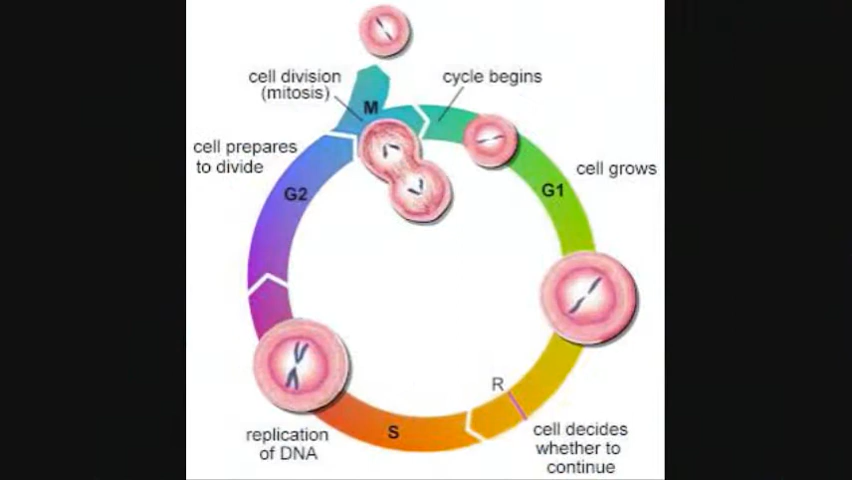 cell division
(mitosis)
cycle begins
M
cell prepares
to divide
cell grows
G2
G1
R
S
replication
of DNA
cell decides
whether to
continue